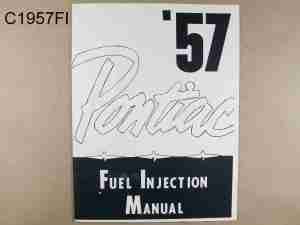 C1957FI
'57
Pontiac
FUEL INJECTION
MANUAL